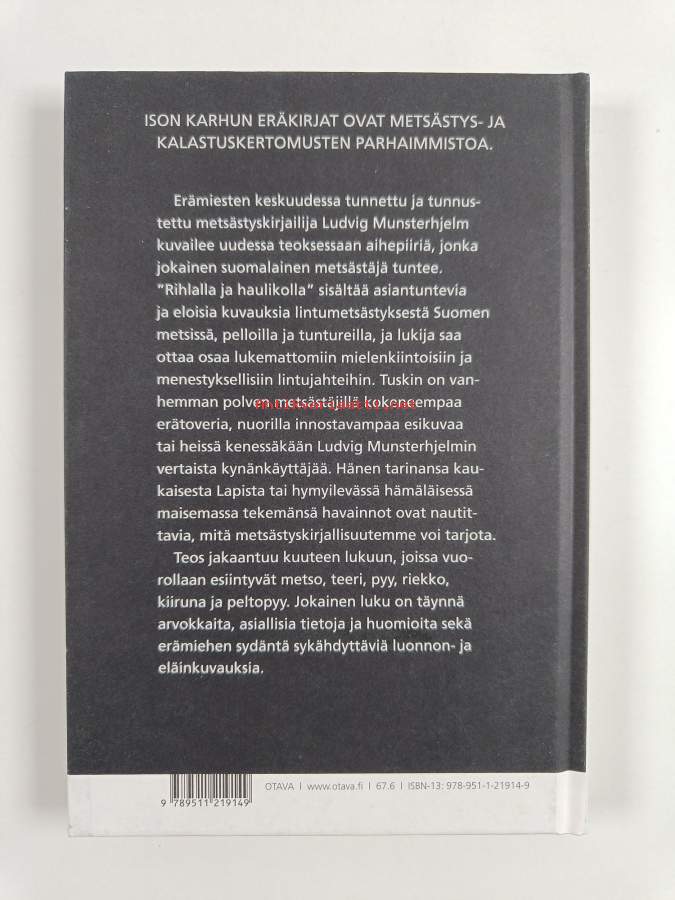 ISON KARHUN ERÄKIRJAT OVAT METSÄSTYS- JA
KALASTUSKERTOMUSTEN PARHAIMMISTOA.
Erämiesten keskuudessa tunnettu ja tunnus-
tettu metsästyskirjailija Ludvig Munsterhjelm
kuvailee uudessa teoksessaan aihepiiriä, jonka
jokainen suomalainen metsästäjä tuntee.
"Rihlalla ja haulikolla" sisältää asiantuntevia
ja eloisia kuvauksia lintumetsästyksestä Suomen
metsissä, pelloilla ja tuntureilla, ja lukija saa
ottaa osaa lukemattomiin mielenkiintoisiin ja
menestyksellisiin lintujahteihin. Tuskin on van-
hemman polven metsästäjillä kokeneempaa
erätoveria, nuorilla innostavampaa esikuvaa
tai heissä kenessäkään Ludvig Munsterhjelmin
vertaista kynänkäyttäjää. Hänen tarinansa kau-
kaisesta Lapista tai hymyilevässä hämäläisessä
maisemassa tekemänsä havainnot ovat nautit-
tavia, mitä metsästyskirjallisuutemme voi tarjota.
Teos jakaantuu kuuteen lukuun, joissa vuo-
rollaan esiintyvät metso, teeri, pyy, riekko,
kiiruna ja peltopyy. Jokainen luku on täynnä
arvokkaita, asiallisia tietoja ja huomioita sekä
erämiehen sydäntä sykähdyttäviä luonnon- ja
eläinkuvauksia.
OTAVA | www.otava.fi | 67.6 | ISBN-13: 978-951-1-21914-9
9 789511 219149